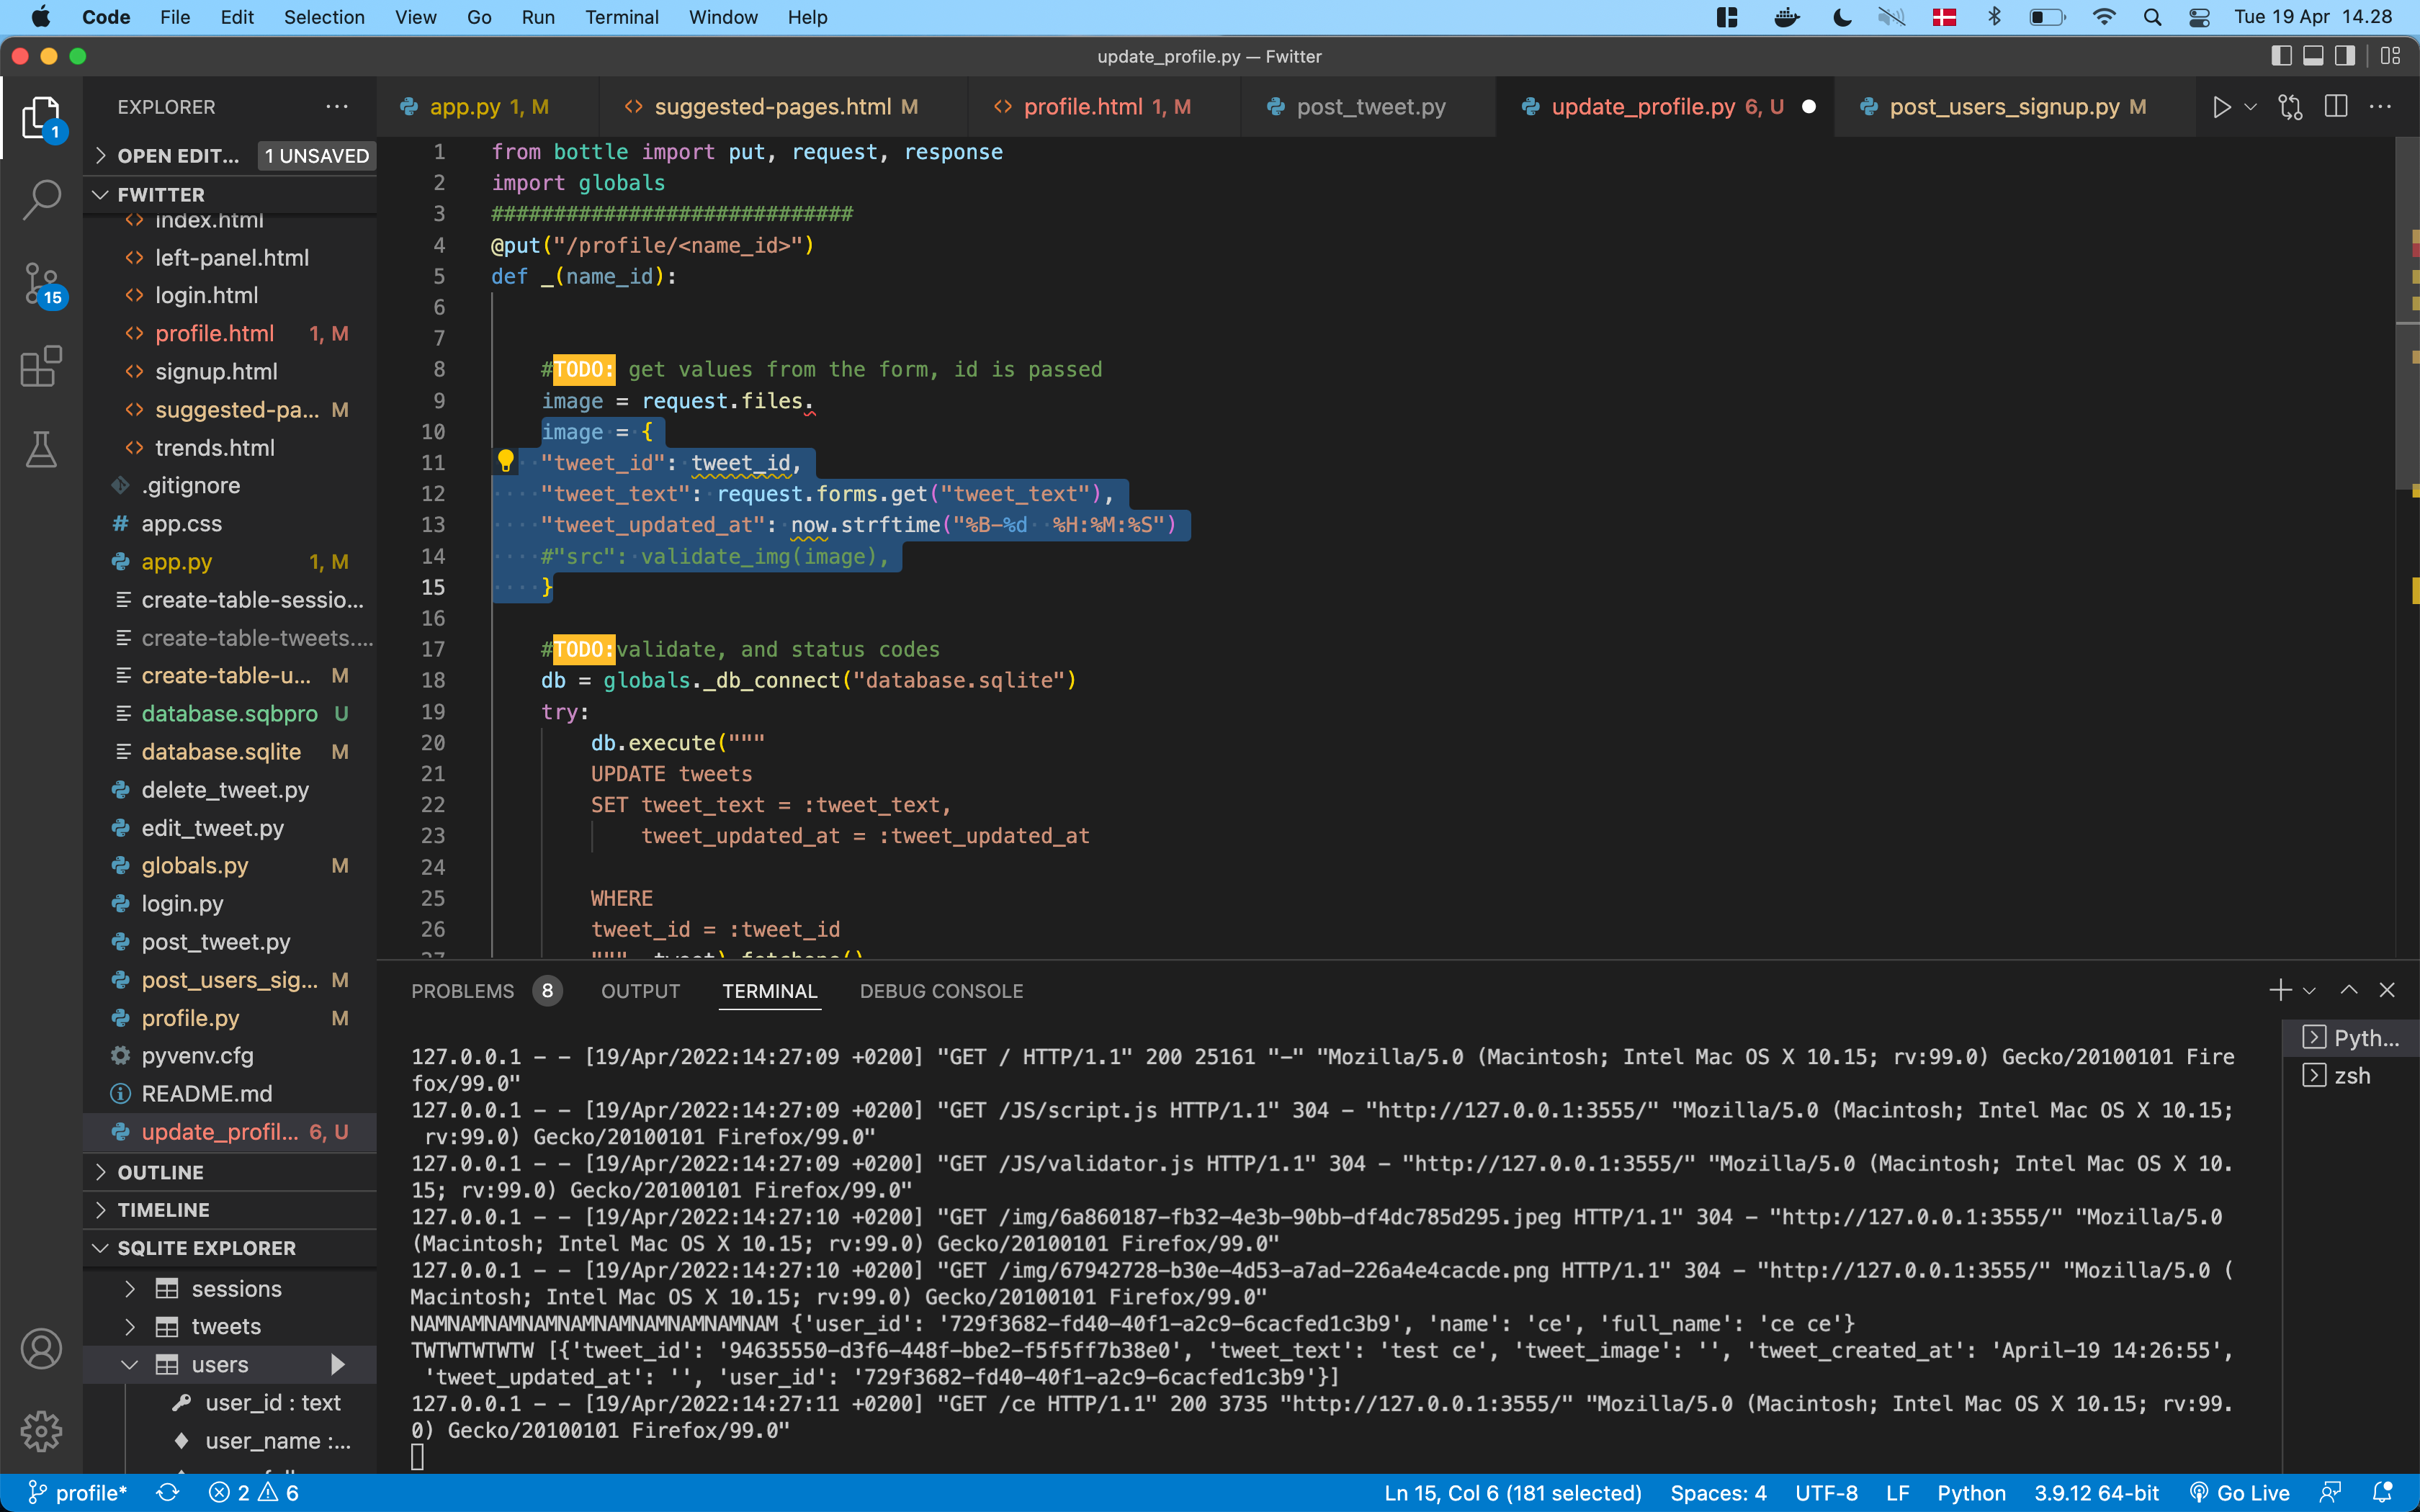 Code File Edit Selection View Go Run Terminal Window Help Tue 19 Apr 14.28
update_profile.py — Fwitter
EXPLORER ···
OPEN EDIT... 1 UNSAVED
FWITTER
index.html
left-panel.html
login.html
profile.html 1, M
signup.html
suggested-pa... M
trends.html
.gitignore
app.css
app.py 1, M
create-table-sessio...
create-table-tweets....
create-table-u... M
database.sqbpro U
database.sqlite M
delete_tweet.py
edit_tweet.py
globals.py M
login.py
post_tweet.py
post_users_sig... M
profile.py M
pyvenv.cfg
README.md
update_profil... 6, U
OUTLINE
TIMELINE
SQLITE EXPLORER
sessions
tweets
users
user_id : text
user_name :...
1
15
app.py 1, M suggested-pages.html M profile.html 1, M post_tweet.py update_profile.py 6, U post_users_signup.py M
1 from bottle import put, request, response
2 import globals
3 #############################
4 @put("/profile/<name_id>")
5 def _(name_id):
6
7
8 #TODO: get values from the form, id is passed
9 image = request.files.
10 image = {
11 "tweet_id": tweet_id,
12 "tweet_text": request.forms.get("tweet_text"),
13 "tweet_updated_at": now.strftime("%B-%d  %H:%M:%S")
14 #"src": validate_img(image),
15 }
16
17 #TODO:validate, and status codes
18 db = globals._db_connect("database.sqlite")
19 try:
20 db.execute("""
21 UPDATE tweets
22 SET tweet_text = :tweet_text,
23 tweet_updated_at = :tweet_updated_at
24
25 WHERE
26 tweet_id = :tweet_id
27 """, tweet).fetchone()
PROBLEMS 8 OUTPUT TERMINAL DEBUG CONSOLE
127.0.0.1 - - [19/Apr/2022:14:27:09 +0200] "GET / HTTP/1.1" 200 25161 "-" "Mozilla/5.0 (Macintosh; Intel Mac OS X 10.15; rv:99.0) Gecko/20100101 Fire
fox/99.0"
127.0.0.1 - - [19/Apr/2022:14:27:09 +0200] "GET /JS/script.js HTTP/1.1" 304 - "http://127.0.0.1:3555/" "Mozilla/5.0 (Macintosh; Intel Mac OS X 10.15;
rv:99.0) Gecko/20100101 Firefox/99.0"
127.0.0.1 - - [19/Apr/2022:14:27:09 +0200] "GET /JS/validator.js HTTP/1.1" 304 - "http://127.0.0.1:3555/" "Mozilla/5.0 (Macintosh; Intel Mac OS X 10.
15; rv:99.0) Gecko/20100101 Firefox/99.0"
127.0.0.1 - - [19/Apr/2022:14:27:10 +0200] "GET /img/6a860187-fb32-4e3b-90bb-df4dc785d295.jpeg HTTP/1.1" 304 - "http://127.0.0.1:3555/" "Mozilla/5.0
(Macintosh; Intel Mac OS X 10.15; rv:99.0) Gecko/20100101 Firefox/99.0"
127.0.0.1 - - [19/Apr/2022:14:27:10 +0200] "GET /img/67942728-b30e-4d53-a7ad-226a4e4cacde.png HTTP/1.1" 304 - "http://127.0.0.1:3555/" "Mozilla/5.0 (
Macintosh; Intel Mac OS X 10.15; rv:99.0) Gecko/20100101 Firefox/99.0"
NAMNAMNAMNAMNAMNAMNAMNAMNAMNAM {'user_id': '729f3682-fd40-40f1-a2c9-6cacfed1c3b9', 'name': 'ce', 'full_name': 'ce ce'}
TWTWTWTWTW [{'tweet_id': '94635550-d3f6-448f-bbe2-f5f5ff7b38e0', 'tweet_text': 'test ce', 'tweet_image': '', 'tweet_created_at': 'April-19 14:26:55',
'tweet_updated_at': '', 'user_id': '729f3682-fd40-40f1-a2c9-6cacfed1c3b9'}]
127.0.0.1 - - [19/Apr/2022:14:27:11 +0200] "GET /ce HTTP/1.1" 200 3735 "http://127.0.0.1:3555/" "Mozilla/5.0 (Macintosh; Intel Mac OS X 10.15; rv:99.
0) Gecko/20100101 Firefox/99.0"
Pyth...
zsh
profile* 2 6 Ln 15, Col 6 (181 selected) Spaces: 4 UTF-8 LF Python 3.9.12 64-bit Go Live